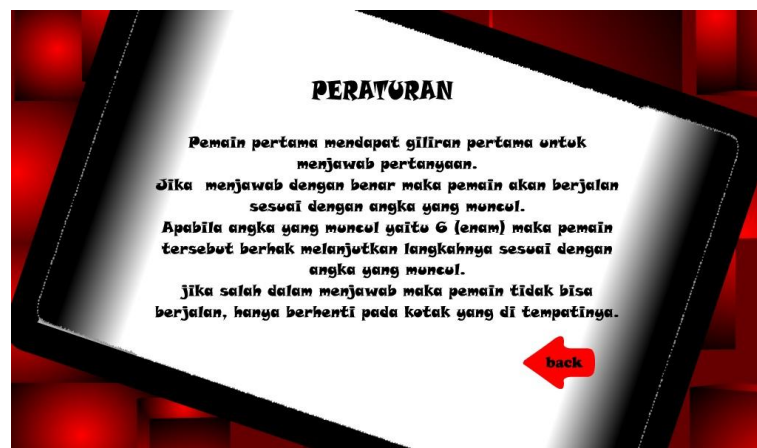 PERATURAN
Pemain pertama mendapat giliran pertama untuk
menjawab pertanyaan.
Jika menjawab dengan benar maka pemain akan berjalan
sesuai dengan angka yang muncul.
Apabila angka yang muncul yaitu 6 (enam) maka pemain
tersebut berhak melanjutkan langkahnya sesuai dengan
angka yang muncul.
jika salah dalam menjawab maka pemain tidak bisa
berjalan, hanya berhenti pada kotak yang di tempatinya.
back